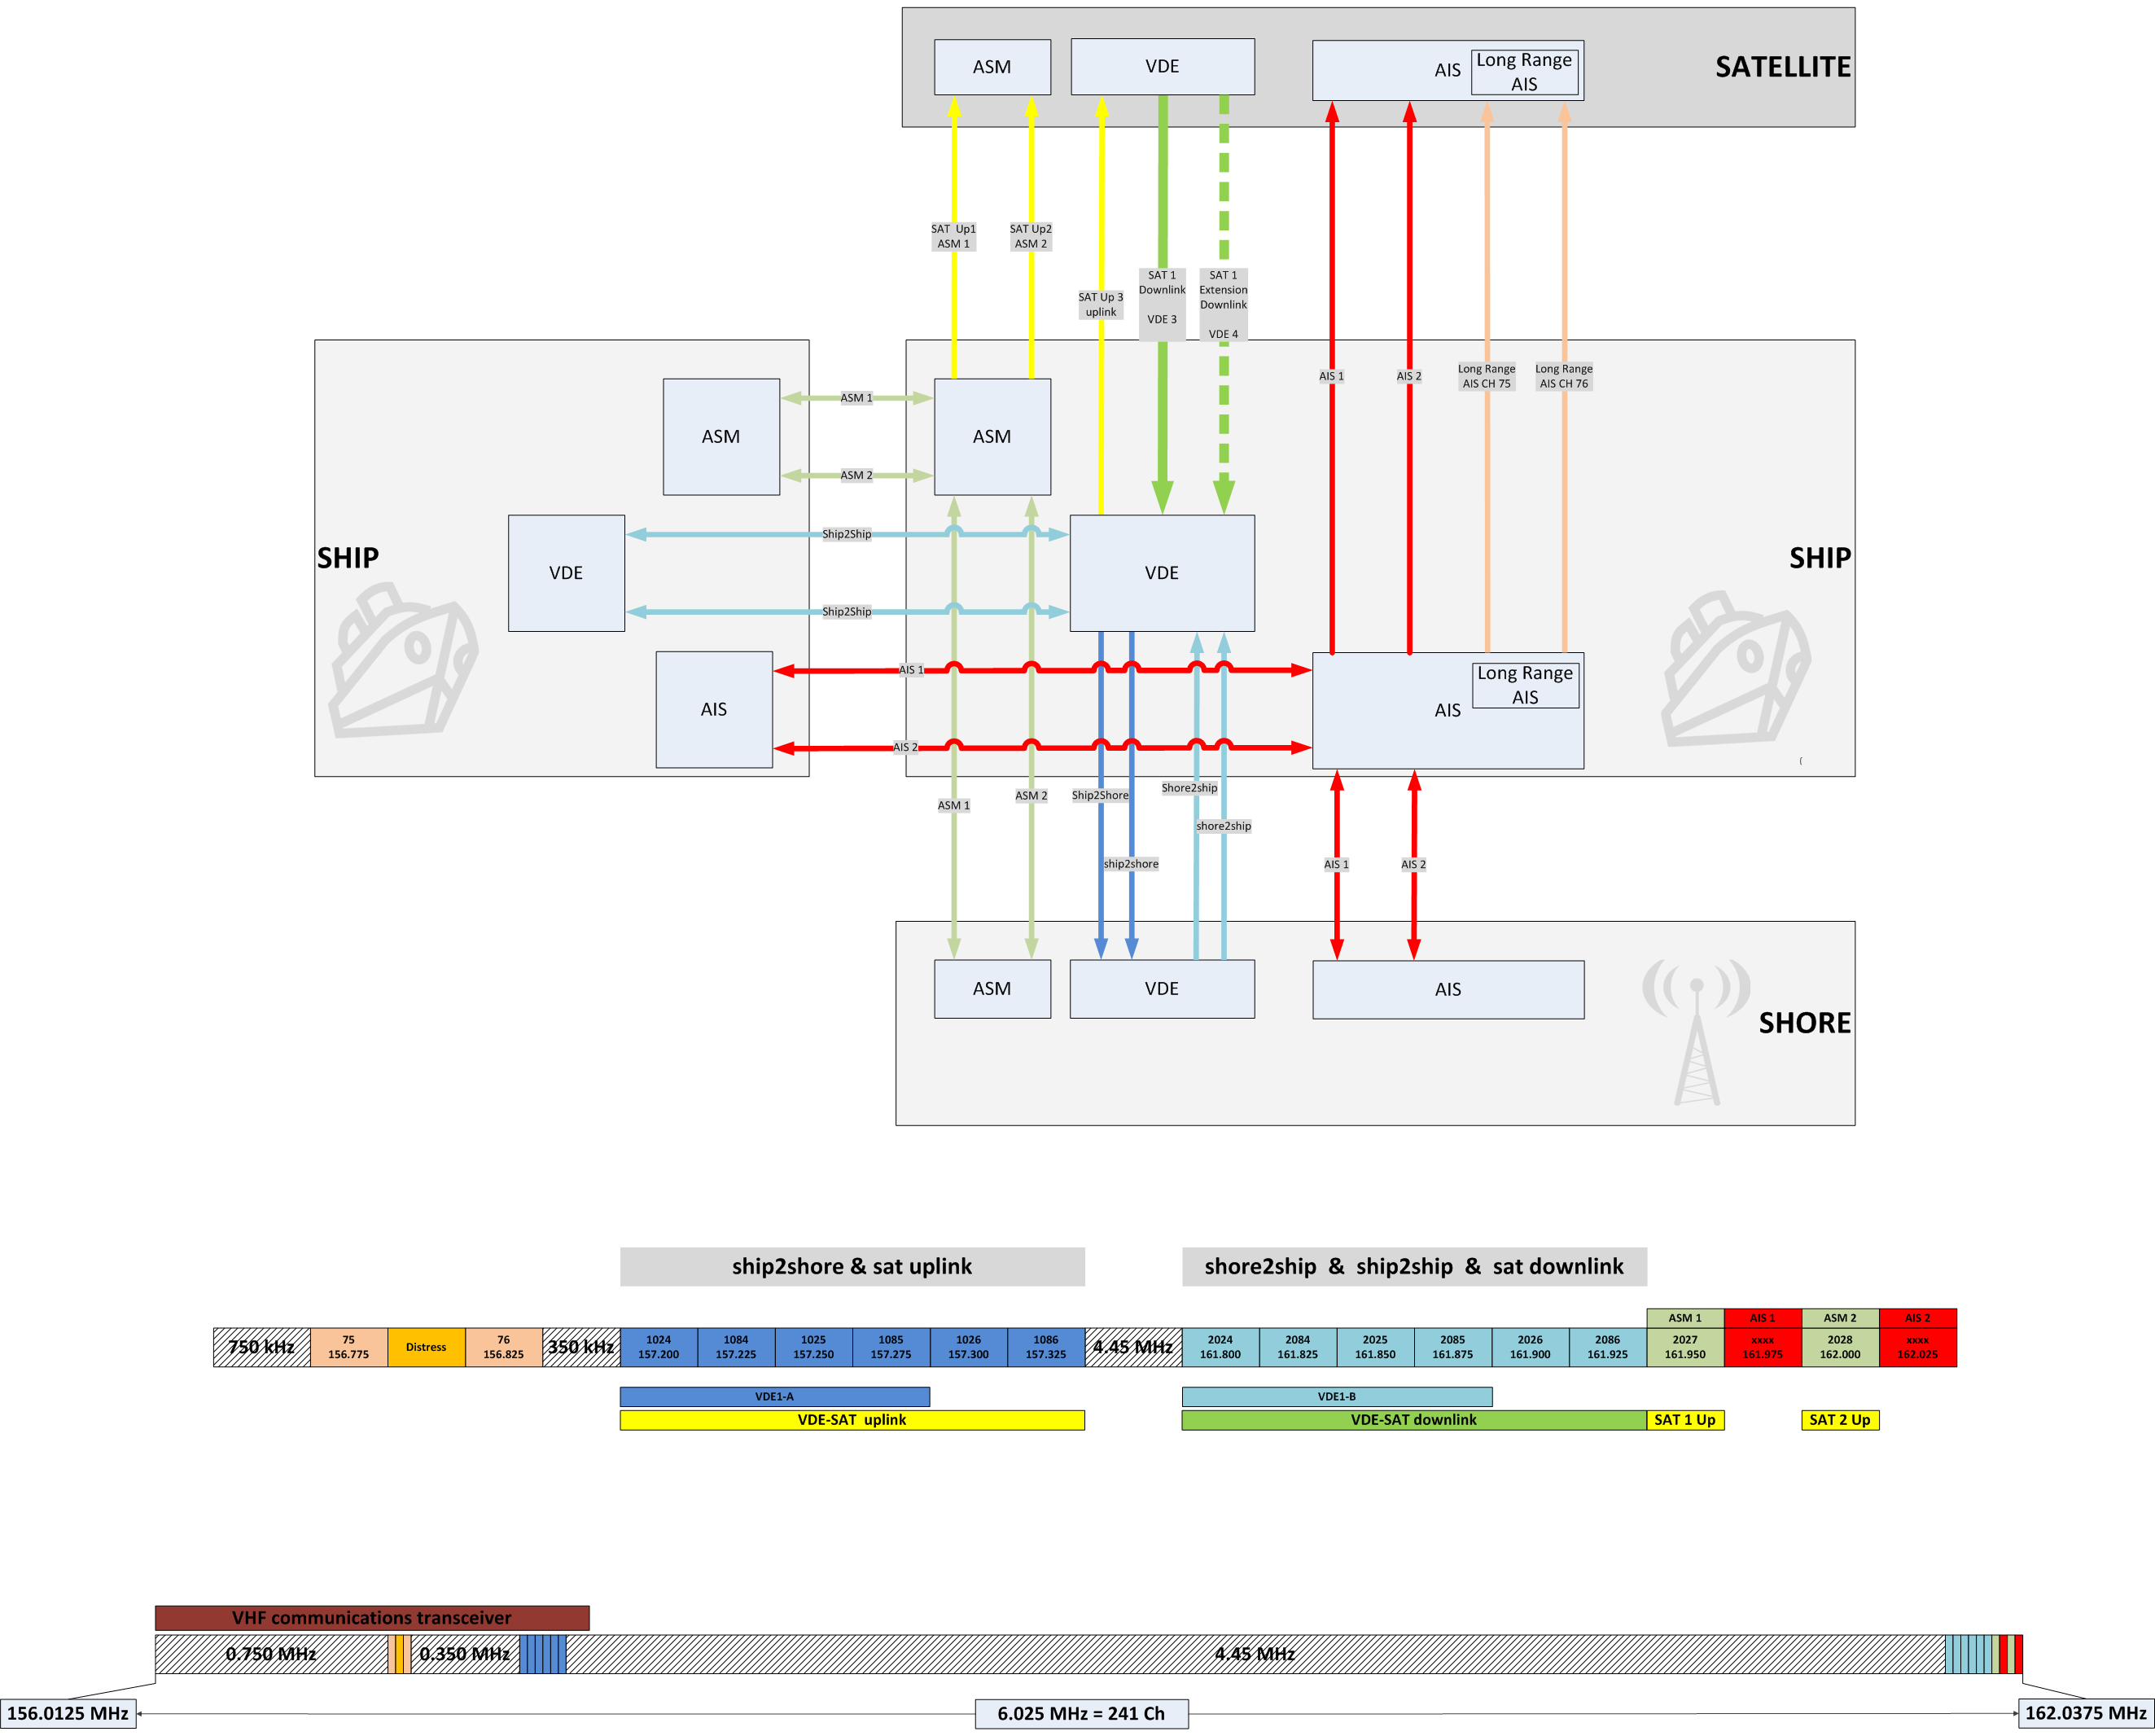 ASM
VDE
AIS
Long Range
AIS
SATELLITE
SAT  Up1
ASM 1
SAT Up2
ASM 2
SAT Up 3
uplink
SAT 1
Downlink
VDE 3
SAT 1
Extension
Downlink
VDE 4
AIS 1
AIS 2
Long Range
AIS CH 75
Long Range
AIS CH 76
SHIP
ASM
VDE
AIS
ASM 1
ASM 2
Ship2Ship
Ship2Ship
AIS 1
AIS 2
ASM
VDE
AIS
Long Range
AIS
SHIP
(
ASM 1
ASM 2
Ship2Shore
ship2shore
Shore2ship
shore2ship
AIS 1
AIS 2
ASM
VDE
AIS
SHORE
ship2shore & sat uplink
shore2ship  &  ship2ship  &  sat downlink
ASM 1
AIS 1
ASM 2
AIS 2
750 kHz
75
156.775
Distress
76
156.825
350 kHz
1024
157.200
1084
157.225
1025
157.250
1085
157.275
1026
157.300
1086
157.325
4.45 MHz
2024
161.800
2084
161.825
2025
161.850
2085
161.875
2026
161.900
2086
161.925
2027
161.950
xxxx
161.975
2028
162.000
xxxx
162.025
VDE1-A
VDE1-B
VDE-SAT  uplink
VDE-SAT downlink
SAT 1 Up
SAT 2 Up
VHF communications transceiver
0.750 MHz
0.350 MHz
4.45 MHz
156.0125 MHz
6.025 MHz = 241 Ch
162.0375 MHz